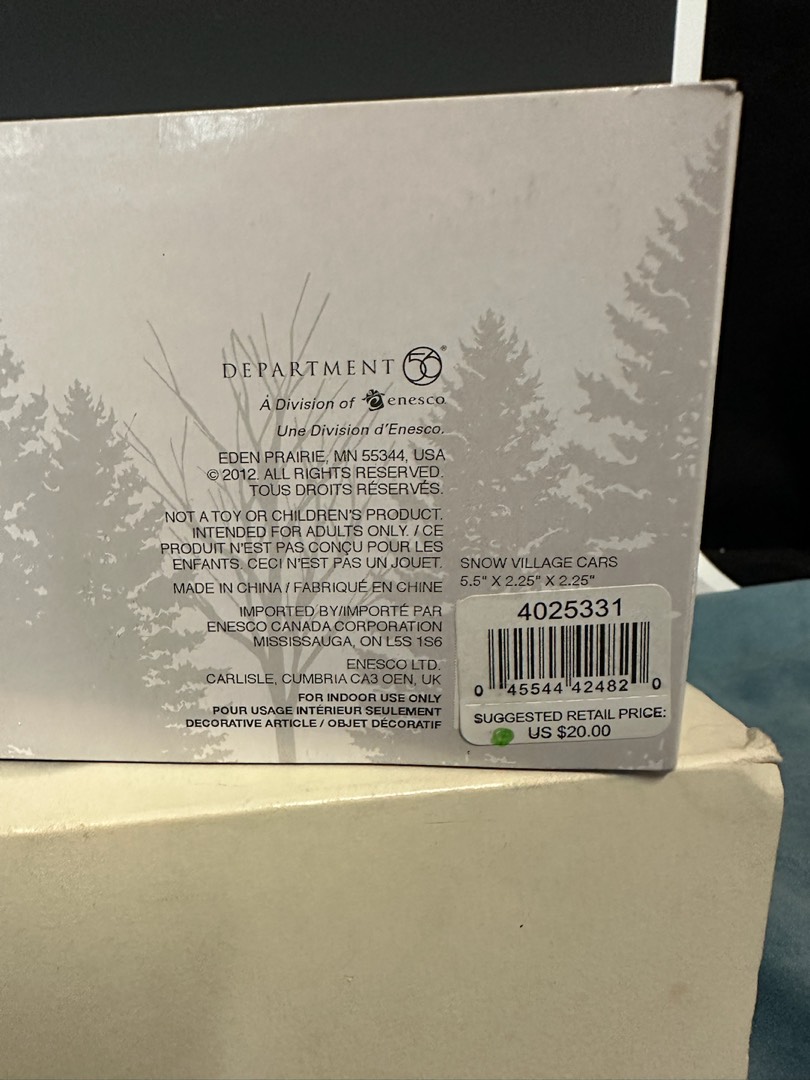 DEPARTMENT 56®
A Division of enesco.
Une Division d'Enesco.
EDEN PRAIRIE, MN 55344, USA
© 2012. ALL RIGHTS RESERVED.
TOUS DROITS RÉSERVÉS.
NOT A TOY OR CHILDREN'S PRODUCT.
INTENDED FOR ADULTS ONLY. / CE
PRODUIT N'EST PAS CONÇU POUR LES
ENFANTS. CECI N'EST PAS UN JOUET.
MADE IN CHINA / FABRIQUÉ EN CHINE
IMPORTED BY/IMPORTÉ PAR
ENESCO CANADA CORPORATION
MISSISSAUGA, ON L5S 1S6
ENESCO LTD.
CARLISLE, CUMBRIA CA3 OEN, UK
FOR INDOOR USE ONLY
POUR USAGE INTÉRIEUR SEULEMENT
DECORATIVE ARTICLE / OBJET DÉCORATIF
SNOW VILLAGE CARS
5.5" X 2.25" X 2.25"
4025331
0 45544 42482 0
SUGGESTED RETAIL PRICE:
US $20.00